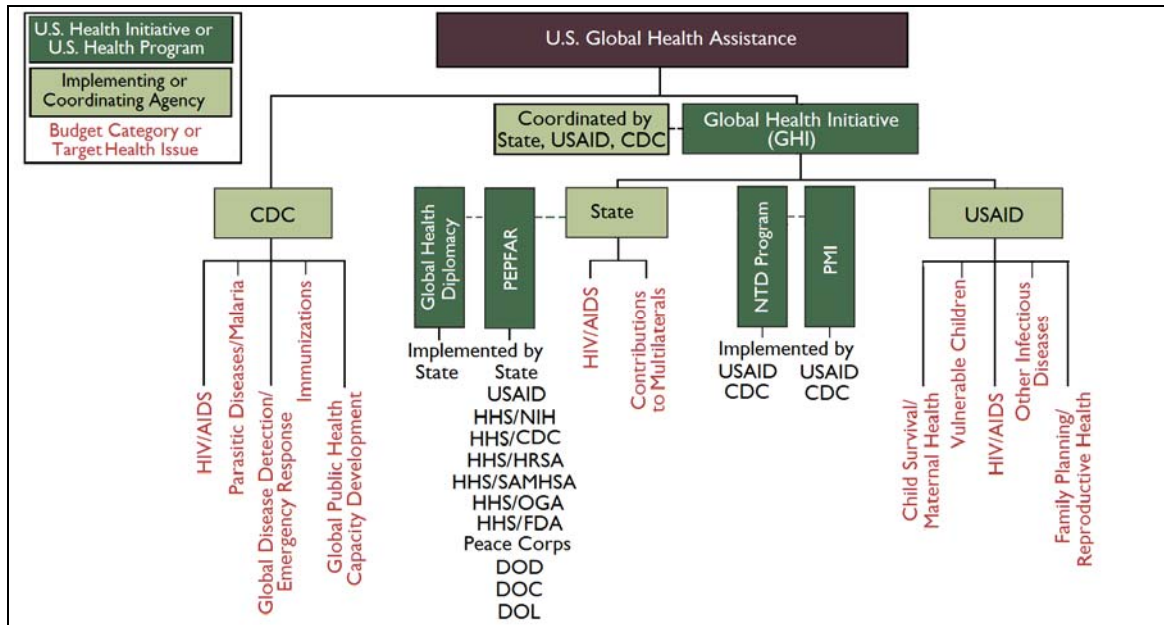 U.S. Health Initiative or
U.S. Health Program
Implementing or
Coordinating Agency
Budget Category or
Target Health Issue
U.S. Global Health Assistance
Coordinated by
State, USAID, CDC
Global Health Initiative
(GHI)
CDC
Global Health
Diplomacy
PEPFAR
State
NTD Program
PMI
USAID
HIV/AIDS
Parasitic Diseases/Malaria
Global Disease Detection/
Emergency Response
Immunizations
Global Public Health
Capacity Development
Implemented by
State
State
USAID
HHS/NIH
HHS/CDC
HHS/HRSA
HHS/SAMHSA
HHS/OGA
HHS/FDA
Peace Corps
DOD
DOC
DOL
HIV/AIDS
Contributions
to Multilaterals
Implemented by
USAID
CDC
USAID
CDC
Child Survival/
Maternal Health
Vulnerable Children
HIV/AIDS
Other Infectious
Diseases
Family Planning/
Reproductive Health